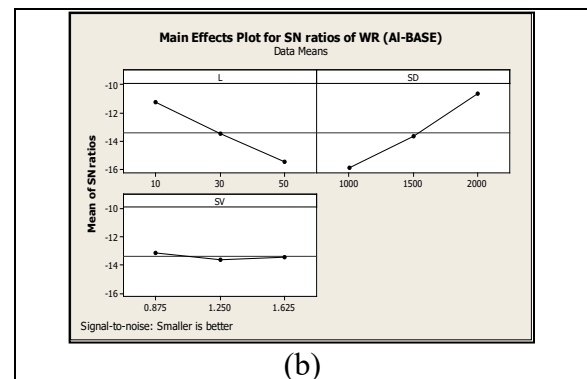 Main Effects Plot for SN ratios of WR (Al-BASE)
Data Means
L SD
-10
-12
-14
-16
10 30 50 1000 1500 2000
SV
-10
-12
-14
-16
0.875 1.250 1.625
Mean of SN ratios
Signal-to-noise: Smaller is better
(b)